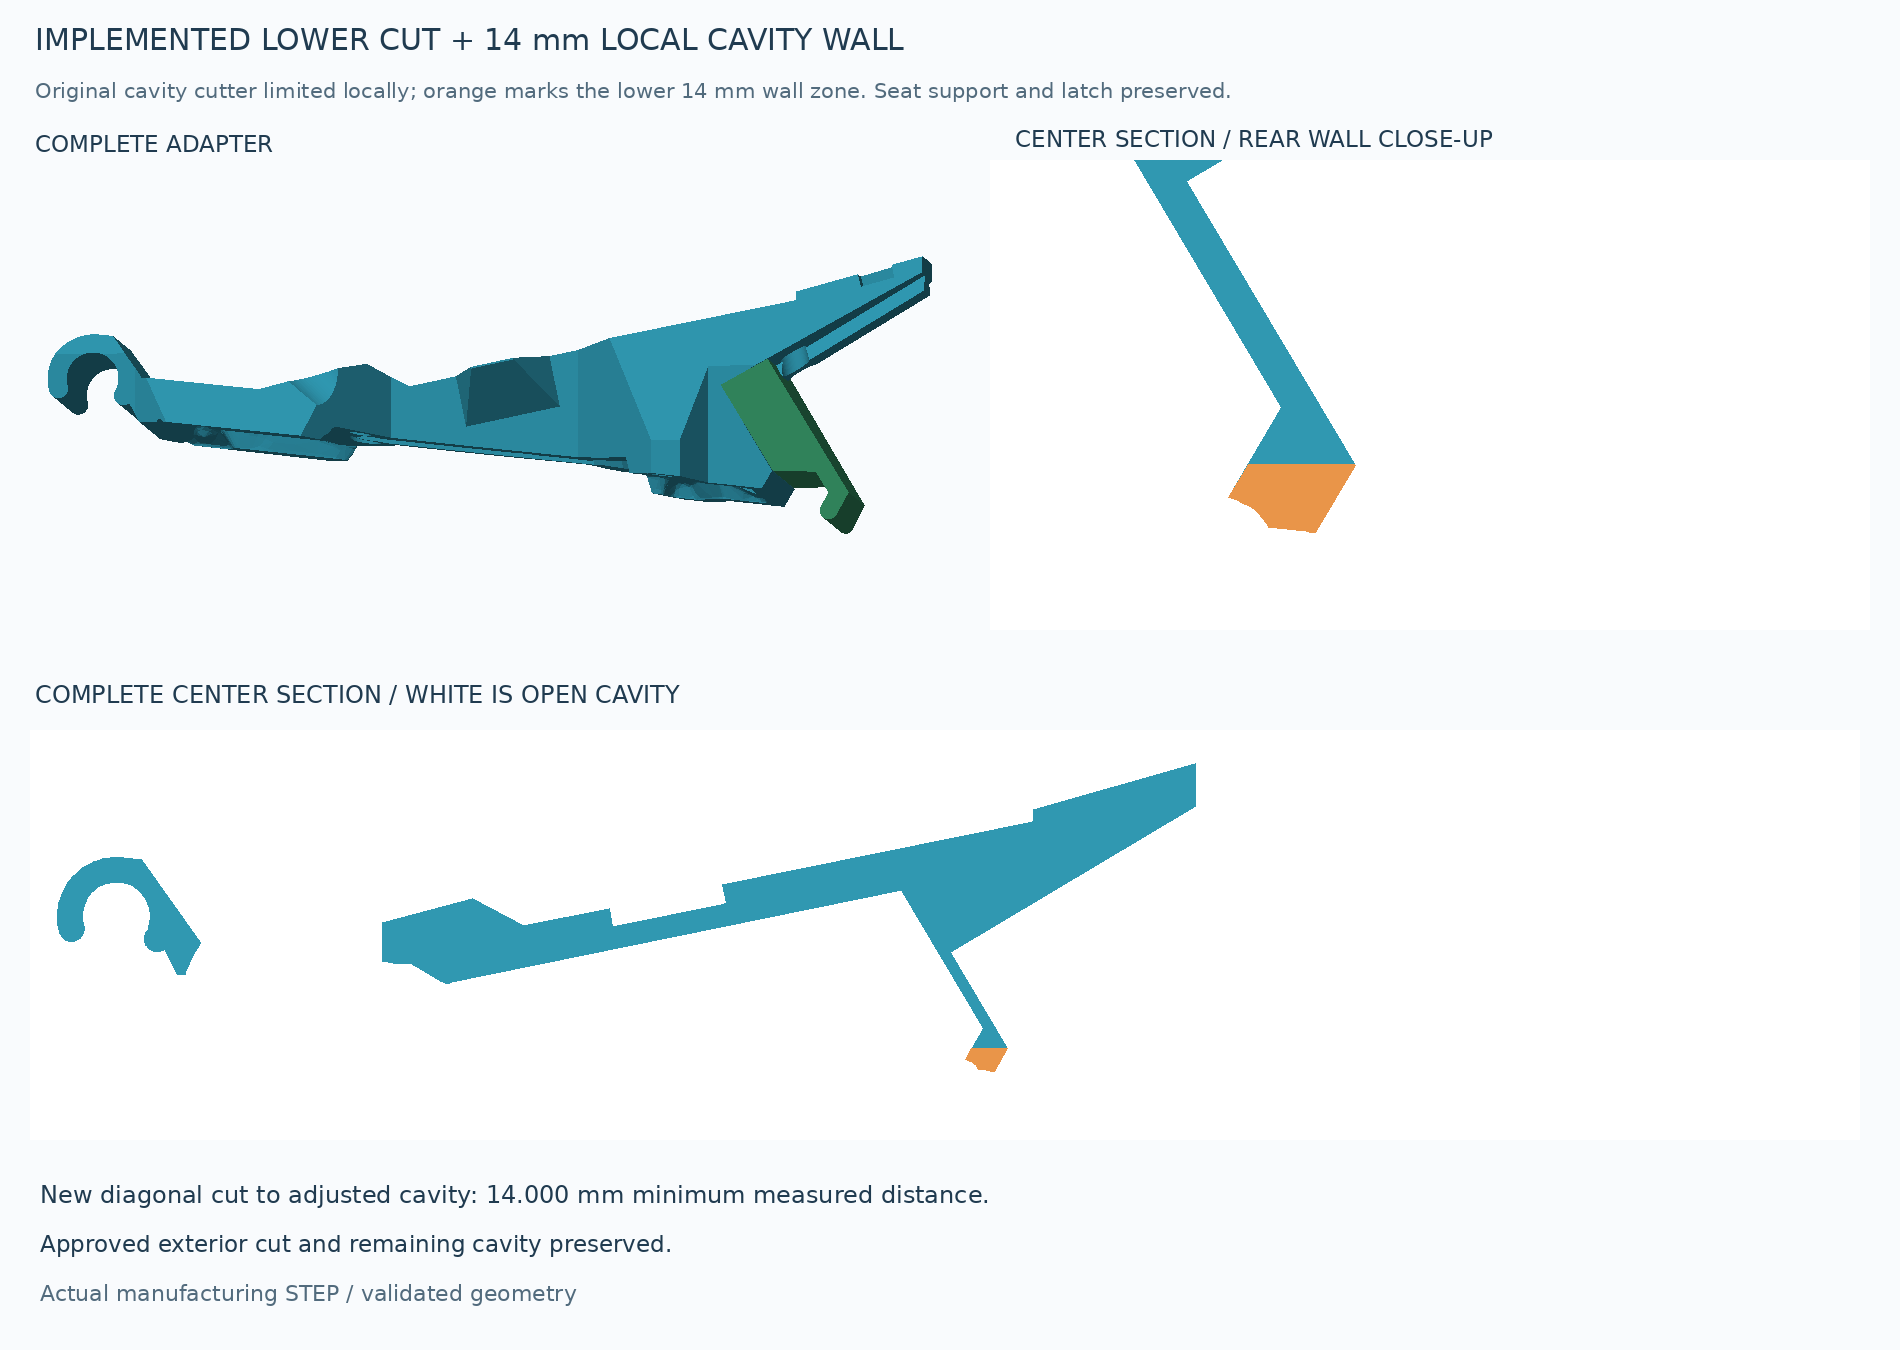 IMPLEMENTED LOWER CUT + 14 mm LOCAL CAVITY WALL
Original cavity cutter limited locally; orange marks the lower 14 mm wall zone. Seat support and latch preserved.
COMPLETE ADAPTER
CENTER SECTION / REAR WALL CLOSE-UP
COMPLETE CENTER SECTION / WHITE IS OPEN CAVITY
New diagonal cut to adjusted cavity: 14.000 mm minimum measured distance.
Approved exterior cut and remaining cavity preserved.
Actual manufacturing STEP / validated geometry